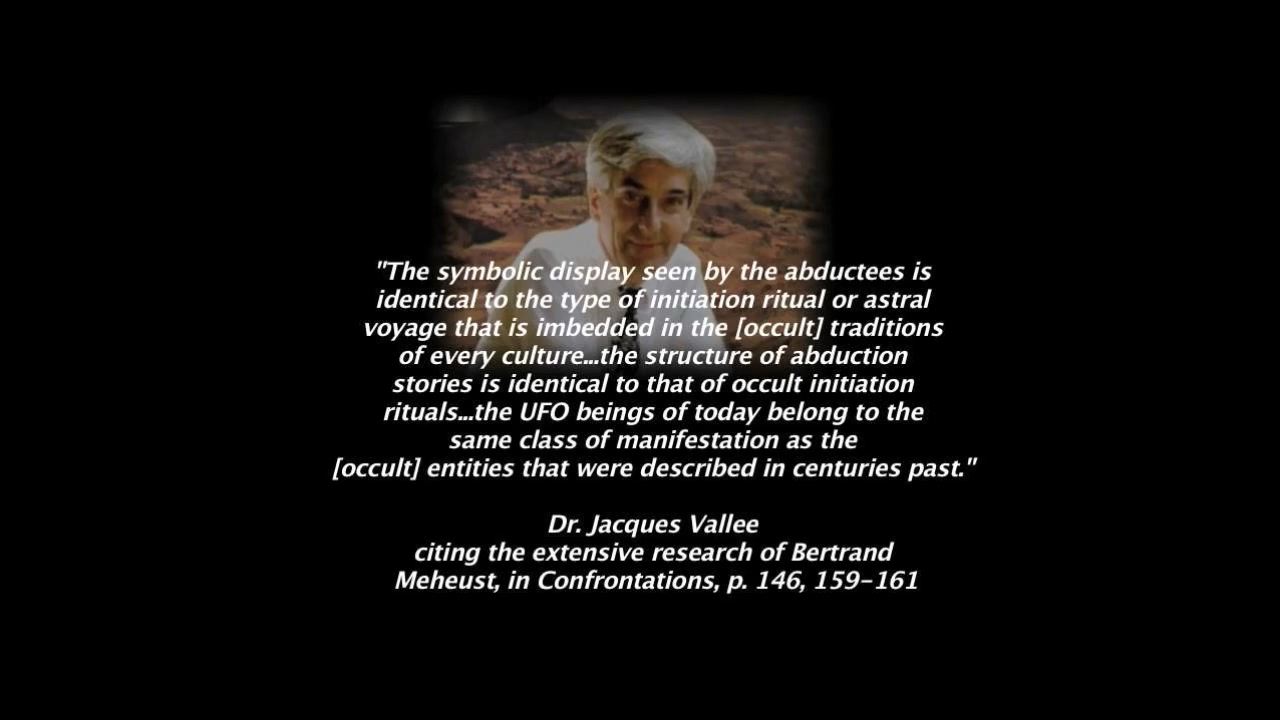 "The symbolic display seen by the abductees is
identical to the type of initiation ritual or astral
voyage that is imbedded in the [occult] traditions
of every culture...the structure of abduction
stories is identical to that of occult initiation
rituals...the UFO beings of today belong to the
same class of manifestation as the
[occult] entities that were described in centuries past."
Dr. Jacques Vallee
citing the extensive research of Bertrand
Meheust, in Confrontations, p. 146, 159-161